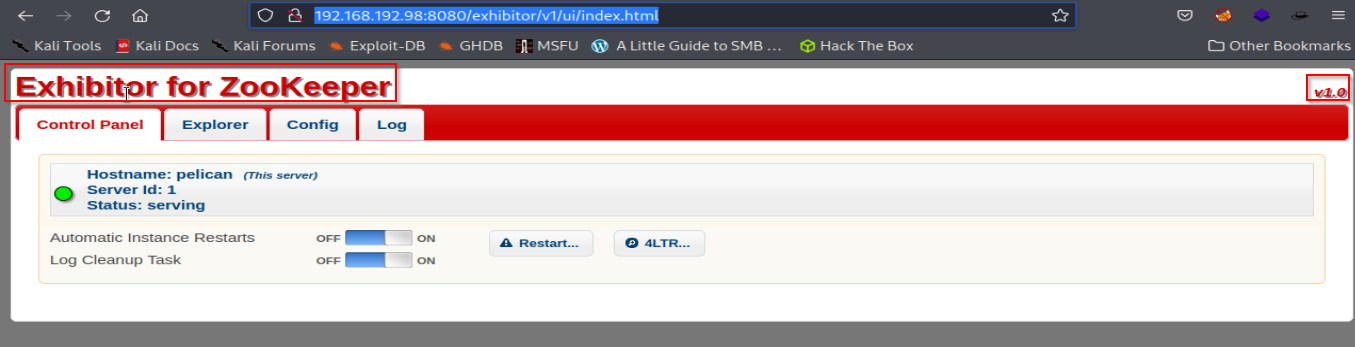 192.168.192.98:8080/exhibitor/v1/ui/index.html
Kali Tools Kali Docs Kali Forums Exploit-DB GHDB MSFU A Little Guide to SMB ... Hack The Box Other Bookmarks
Exhibitor for ZooKeeper v1.0
Control Panel Explorer Config Log
Hostname: pelican (This server)
Server Id: 1
Status: serving
Automatic Instance Restarts OFF ON Restart... 4LTR...
Log Cleanup Task OFF ON